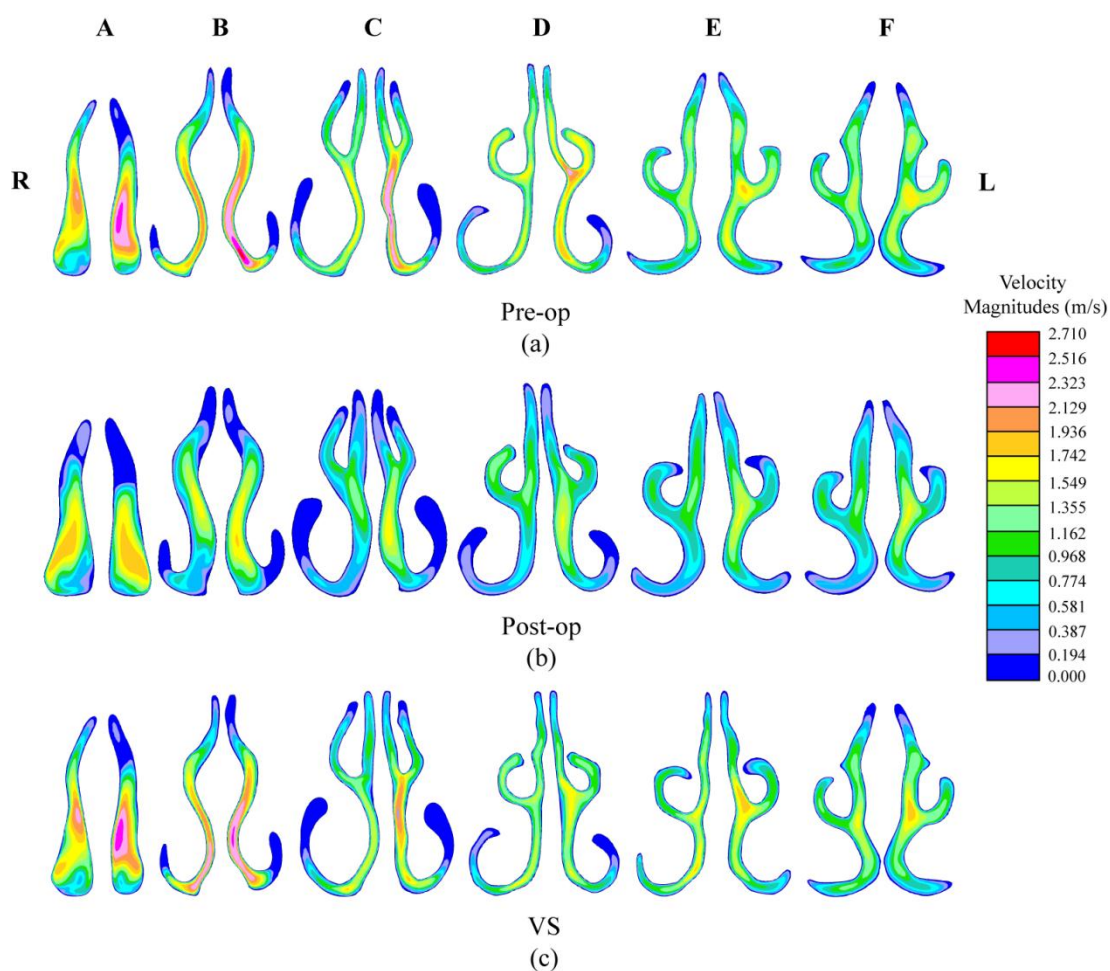 A B C D E F
R L
Pre-op
(a)
Velocity
Magnitudes (m/s)
2.710
2.516
2.323
2.129
1.936
1.742
1.549
1.355
1.162
0.968
0.774
0.581
0.387
0.194
0.000
Post-op
(b)
VS
(c)